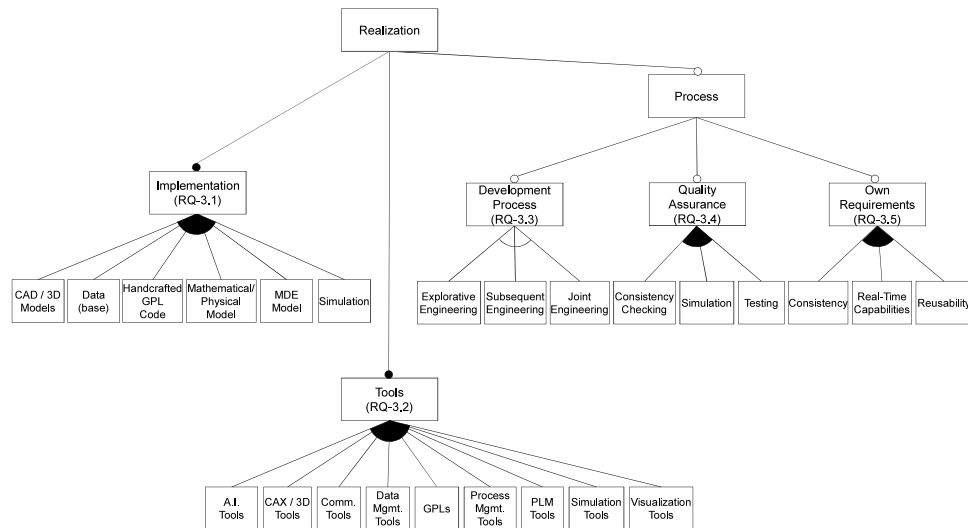 Realization
Process
Implementation
(RQ-3.1)
Development
Process
(RQ-3.3)
Quality
Assurance
(RQ-3.4)
Own
Requirements
(RQ-3.5)
CAD / 3D
Models
Data
(base)
Handcrafted
GPL
Code
Mathematical/
Physical
Model
MDE
Model
Simulation
Explorative
Engineering
Subsequent
Engineering
Joint
Engineering
Consistency
Checking
Simulation
Testing
Consistency
Real-Time
Capabilities
Reusability
Tools
(RQ-3.2)
A.I.
Tools
CAX / 3D
Tools
Comm.
Tools
Data
Mgmt.
Tools
GPLs
Process
Mgmt.
Tools
PLM
Tools
Simulation
Tools
Visualization
Tools